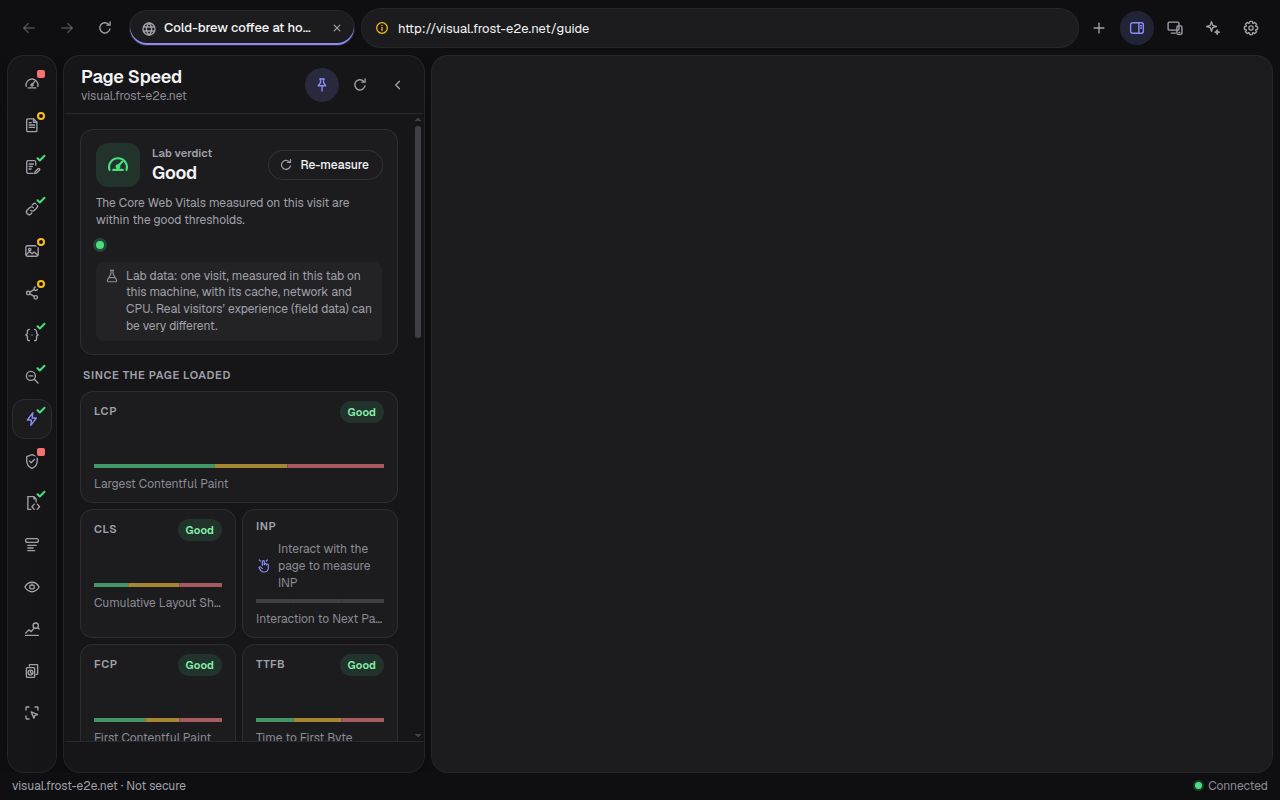 Cold-brew coffee at ho...
http://visual.frost-e2e.net/guide
Page Speed
visual.frost-e2e.net
Lab verdict
Good
Re-measure
The Core Web Vitals measured on this visit are
within the good thresholds.
Lab data: one visit, measured in this tab on
this machine, with its cache, network and
CPU. Real visitors' experience (field data) can
be very different.
SINCE THE PAGE LOADED
LCP
Good
Largest Contentful Paint
CLS
Good
Cumulative Layout Sh...
INP
Interact with the
page to measure
INP
Interaction to Next Pa...
FCP
Good
First Contentful Paint
TTFB
Good
Time to First Byte
visual.frost-e2e.net · Not secure
Connected